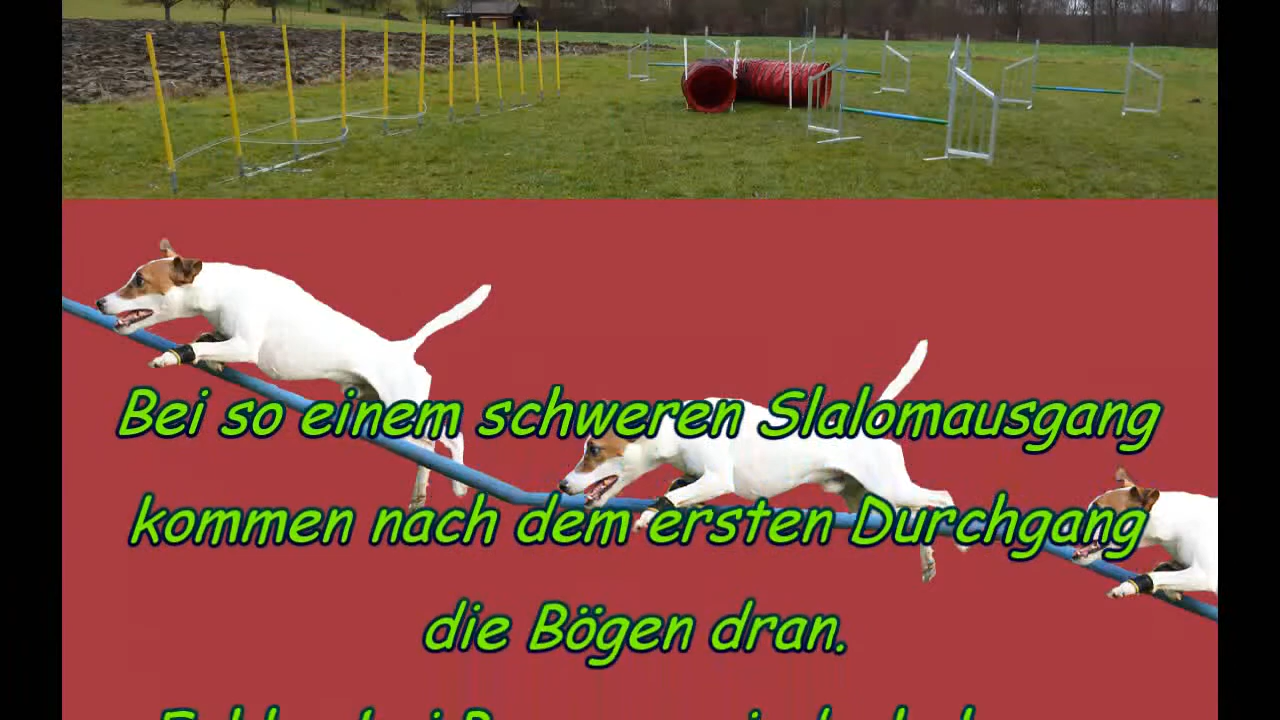 Bei so einem schweren Slalomausgang
kommen nach dem ersten Durchgang
die Bögen dran.